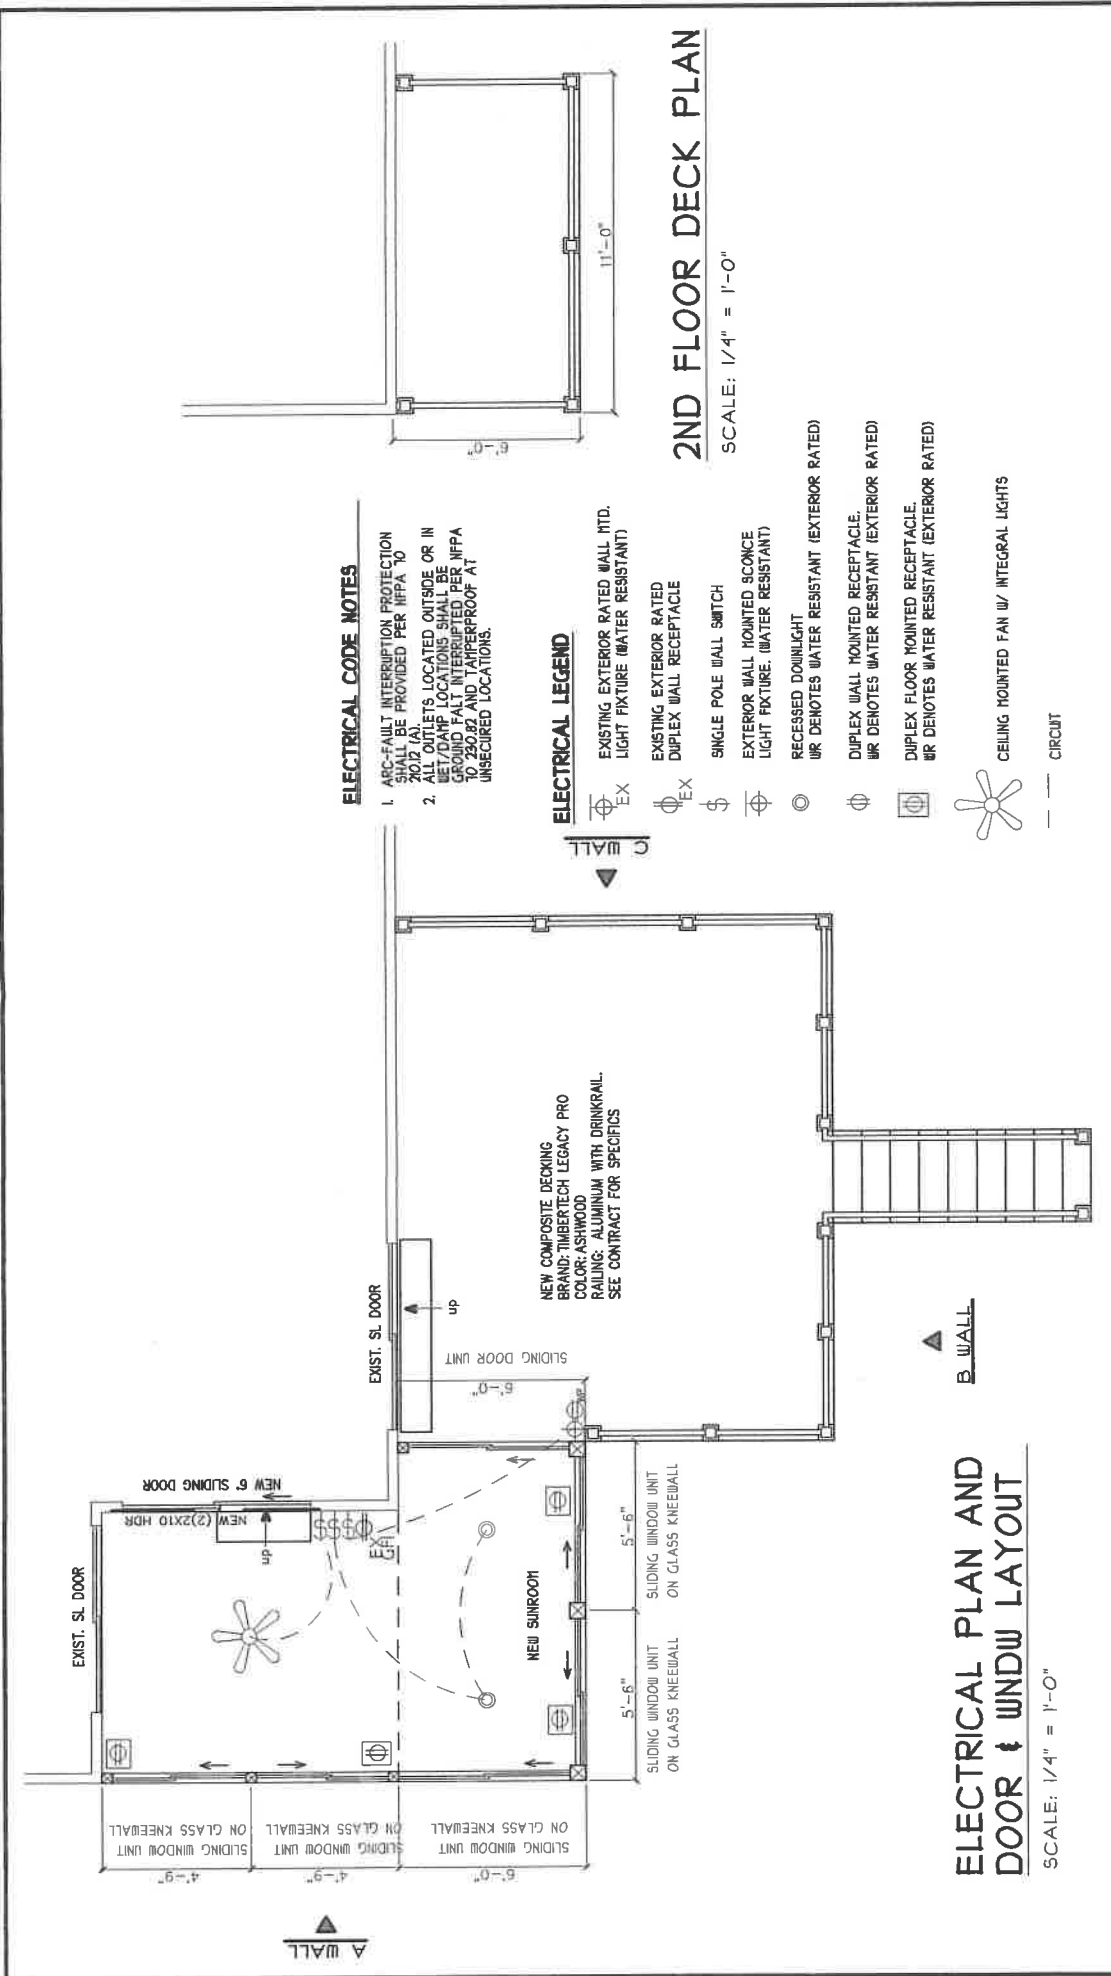 2ND FLOOR DECK PLAN
SCALE: 1/4" = 1'-0"
11'-0"
6'-0"
ELECTRICAL CODE NOTES
1. ARC-FAULT INTERRUPTION PROTECTION
SHALL BE PROVIDED PER NFPA 70
210.12 (A).
2. ALL OUTLETS LOCATED OUTSIDE OR IN
WET/DAMP LOCATIONS SHALL BE
GROUND FALT INTERRUPTED PER NFPA
70 230.82 AND TAMPERPROOF AT
UNSECURED LOCATIONS.
ELECTRICAL LEGEND
EX
EXISTING EXTERIOR RATED WALL MTD.
LIGHT FIXTURE (WATER RESISTANT)
EX
EXISTING EXTERIOR RATED
DUPLEX WALL RECEPTACLE
$
SINGLE POLE WALL SWITCH
EXTERIOR WALL MOUNTED SCONCE
LIGHT FIXTURE. (WATER RESISTANT)
RECESSED DOWNLIGHT
WR DENOTES WATER RESISTANT (EXTERIOR RATED)
DUPLEX WALL MOUNTED RECEPTACLE.
WR DENOTES WATER RESISTANT (EXTERIOR RATED)
DUPLEX FLOOR MOUNTED RECEPTACLE.
WR DENOTES WATER RESISTANT (EXTERIOR RATED)
CEILING MOUNTED FAN W/ INTEGRAL LIGHTS
CIRCUIT
C WALL
NEW COMPOSITE DECKING
BRAND: TIMBERTECH LEGACY PRO
COLOR: ASHWOOD
RAILING: ALUMINUM WITH DRINKRAIL.
SEE CONTRACT FOR SPECIFICS
EXIST. SL DOOR
up
SLIDING DOOR UNIT
6'-0"
B WALL
EXIST. SL DOOR
NEW 6' SLIDING DOOR
NEW (2)2X10 HDR
up
$$$
EX
GFI
WP
NEW SUNROOM
5'-6"
SLIDING WINDOW UNIT
ON GLASS KNEEWALL
5'-6"
SLIDING WINDOW UNIT
ON GLASS KNEEWALL
SLIDING WINDOW UNIT
ON GLASS KNEEWALL
4'-9"
SLIDING WINDOW UNIT
ON GLASS KNEEWALL
4'-9"
SLIDING WINDOW UNIT
ON GLASS KNEEWALL
6'-0"
A WALL
ELECTRICAL PLAN AND
DOOR & WNDW LAYOUT
SCALE: 1/4" = 1'-0"